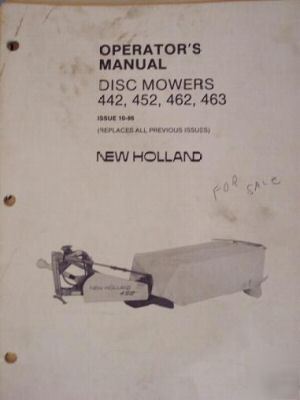 OPERATOR'S
MANUAL
DISC MOWERS
442, 452, 462, 463
ISSUE 10-86
(REPLACES ALL PREVIOUS ISSUES)
NEW HOLLAND
FOR SALE
NEW HOLLAND
452